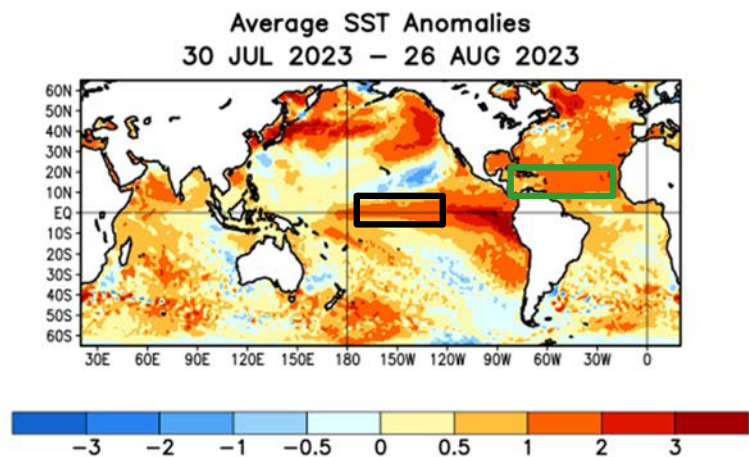 Average SST Anomalies
30 JUL 2023 – 26 AUG 2023
60N
50N
40N
30N
20N
10N
EQ
10S
20S
30S
40S
50S
60S
30E 60E 90E 120E 150E 180 150W 120W 90W 60W 30W 0
−3 −2 −1 −0.5 0 0.5 1 2 3